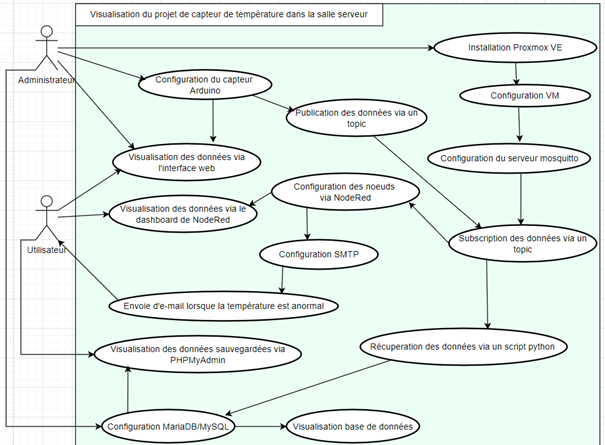 Visualisation du projet de capteur de température dans la salle serveur
Administrateur
Installation Proxmox VE
Configuration du capteur
Arduino
Configuration VM
Publication des données via un
topic
Visualisation des données via
l'interface web
Configuration du serveur mosquitto
Configuration des noeuds
via NodeRed
Visualisation des données via le
dashboard de NodeRed
Utilisateur
Subscription des données via un
topic
Configuration SMTP
Envoie d'e-mail lorsque la température est anormal
Visualisation des données sauvegardées via
PHPMyAdmin
Récuperation des données via un script python
Configuration MariaDB/MySQL
Visualisation base de données